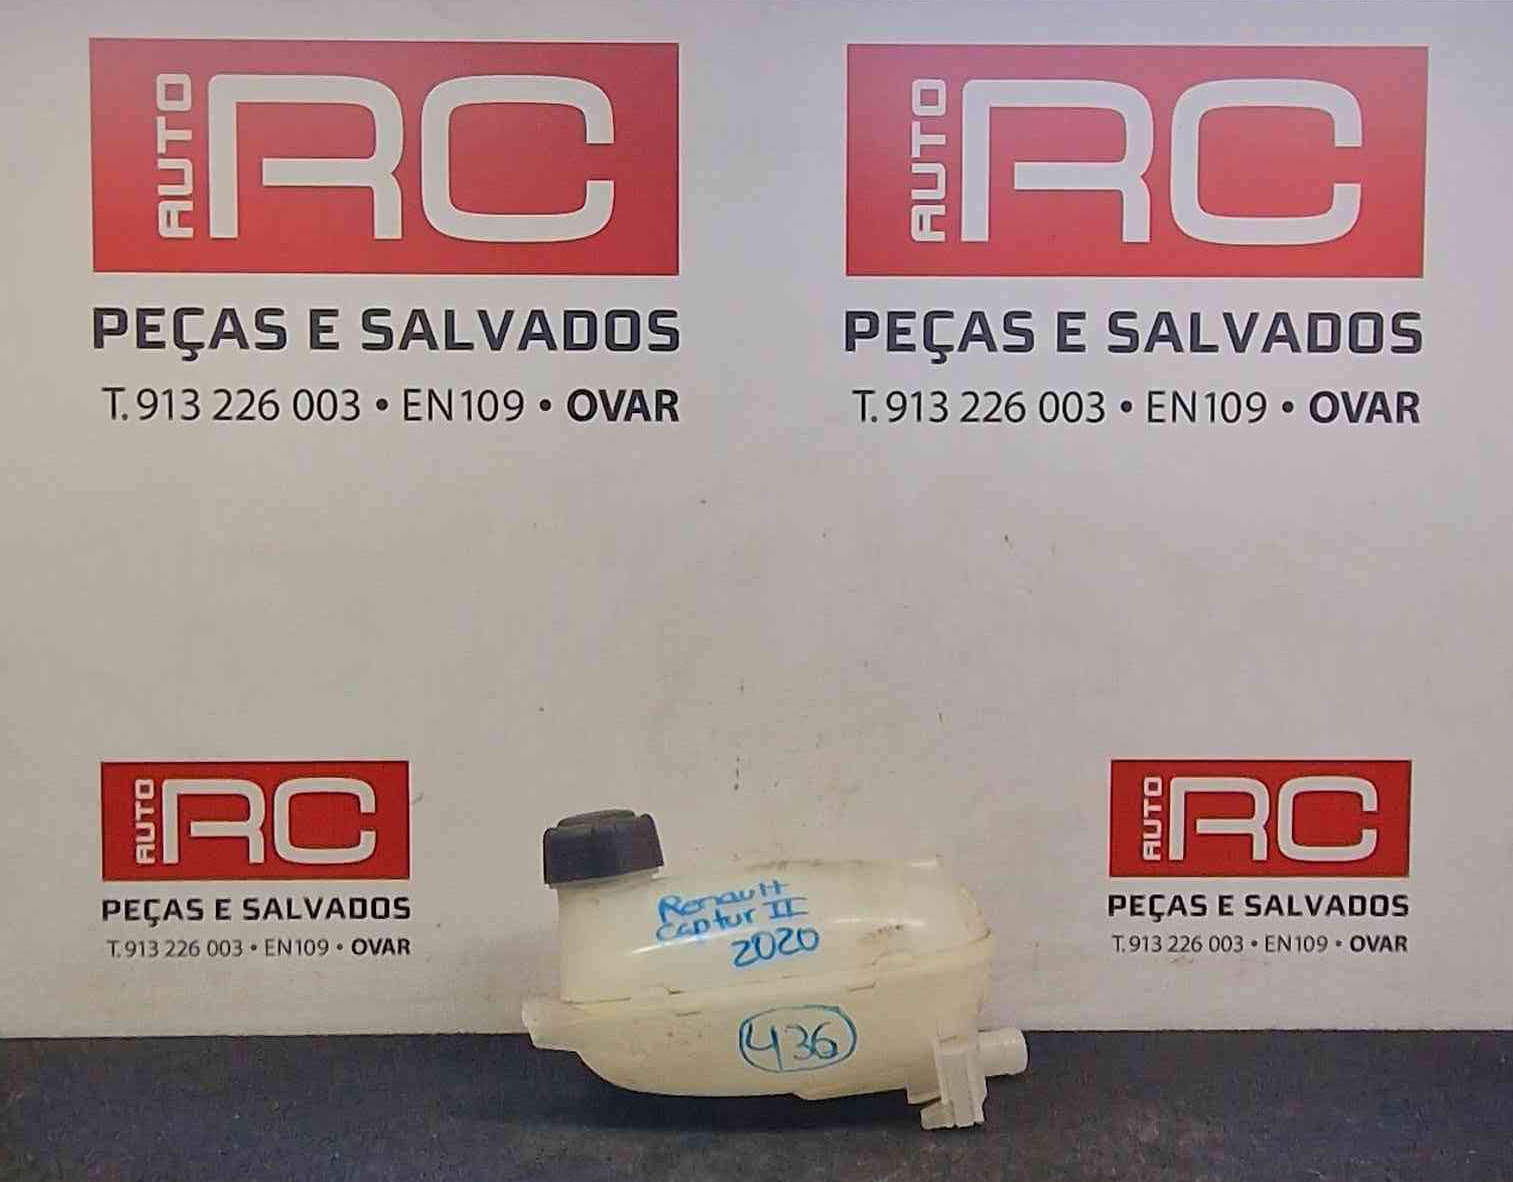 AUTO RC
PEÇAS E SALVADOS
T. 913 226 003 • EN109 • OVAR
AUTO RC
PEÇAS E SALVADOS
T. 913 226 003 • EN109 • OVAR
AUTO RC
PEÇAS E SALVADOS
T. 913 226 003 • EN109 • OVAR
Renault
Captur II
2020
436
AUTO RC
PEÇAS E SALVADOS
T. 913 226 003 • EN109 • OVAR